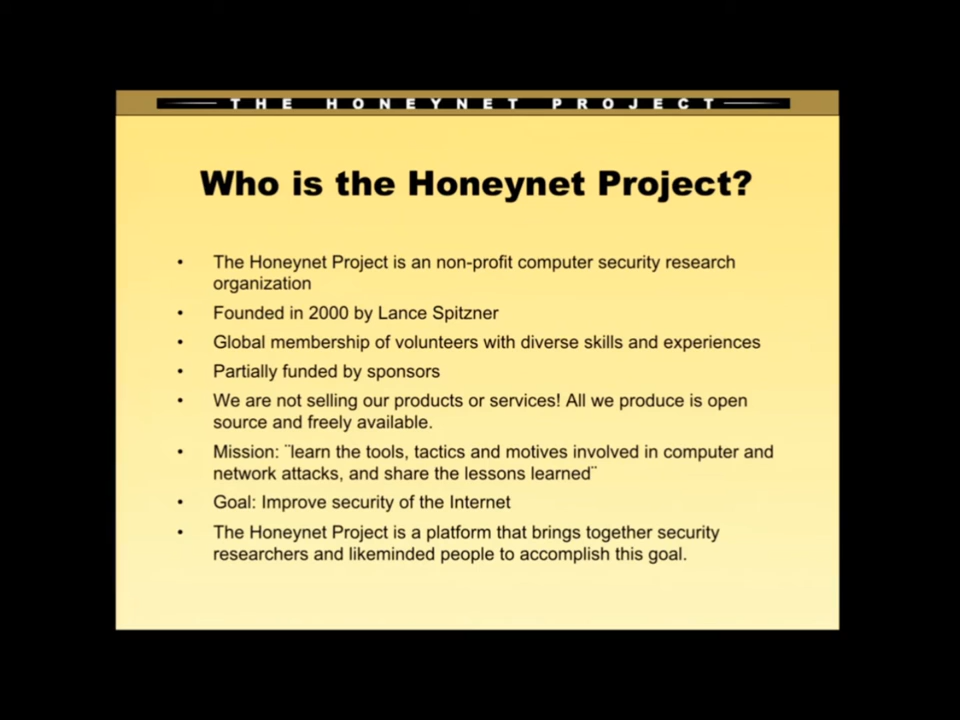 THE HONEYNET PROJECT
Who is the Honeynet Project?
• The Honeynet Project is an non-profit computer security research
organization
• Founded in 2000 by Lance Spitzner
• Global membership of volunteers with diverse skills and experiences
• Partially funded by sponsors
• We are not selling our products or services! All we produce is open
source and freely available.
• Mission: ¨learn the tools, tactics and motives involved in computer and
network attacks, and share the lessons learned¨
• Goal: Improve security of the Internet
• The Honeynet Project is a platform that brings together security
researchers and likeminded people to accomplish this goal.